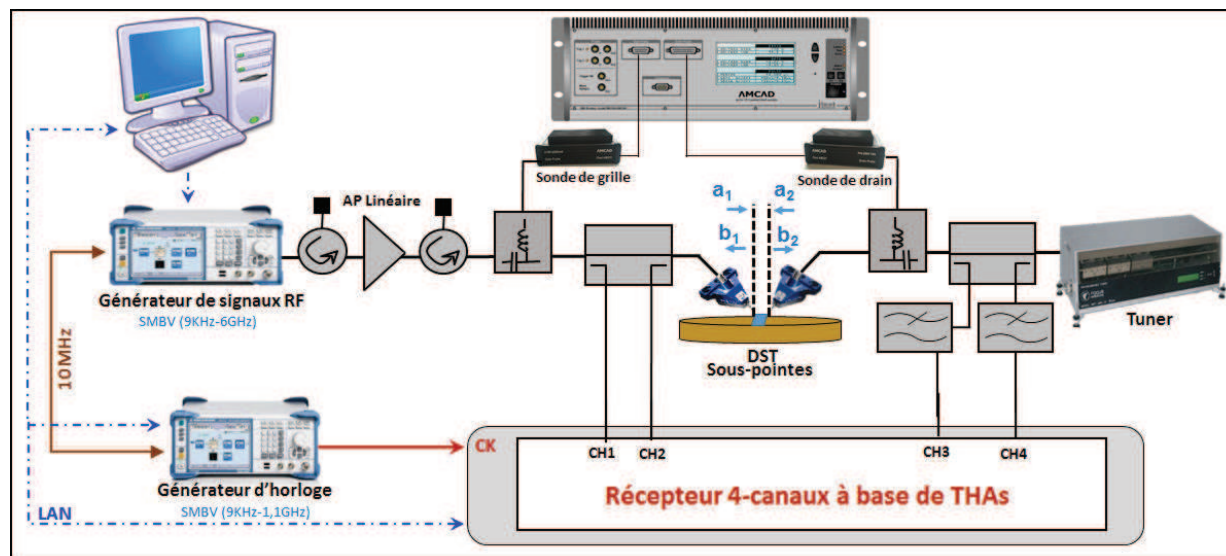 AMCAD
Sonde de grille
Sonde de drain
AP Linéaire
a1
a2
b1
b2
Générateur de signaux RF
SMBV (9KHz-6GHz)
Tuner
DST
Sous-pointes
10MHz
CK
CH1
CH2
CH3
CH4
Récepteur 4-canaux à base de THAs
Générateur d'horloge
SMBV (9KHz-1,1GHz)
LAN